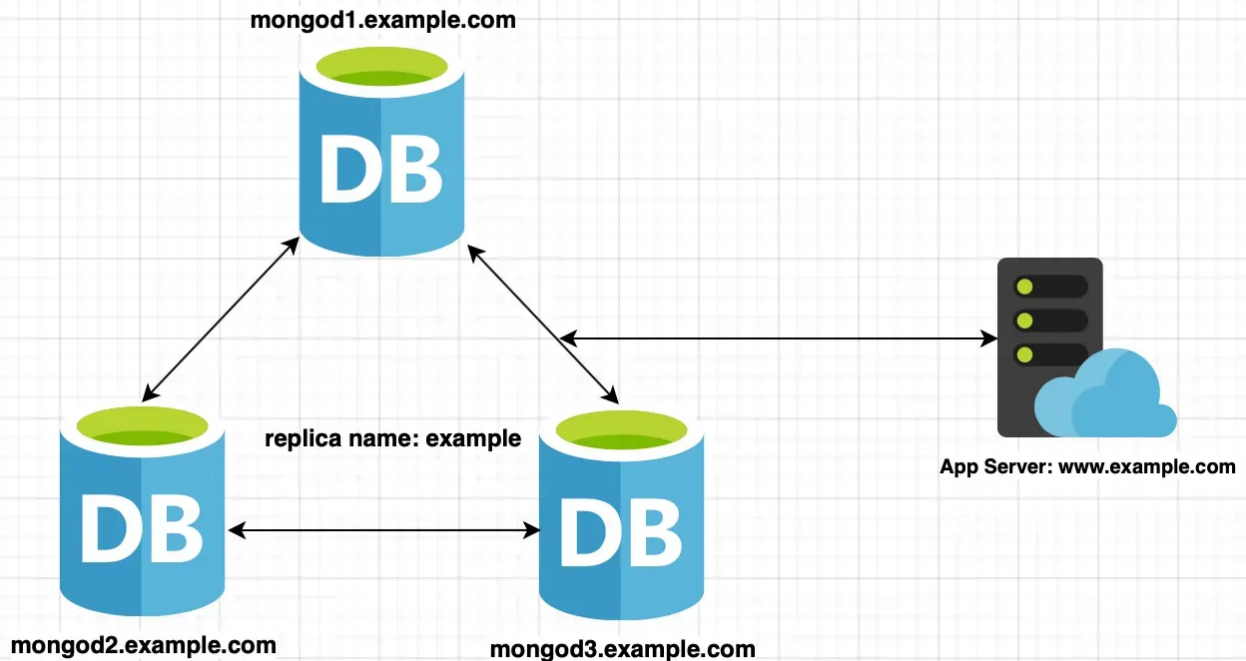 mongod1.example.com
DB
replica name: example
DB
DB
App Server: www.example.com
mongod2.example.com
mongod3.example.com